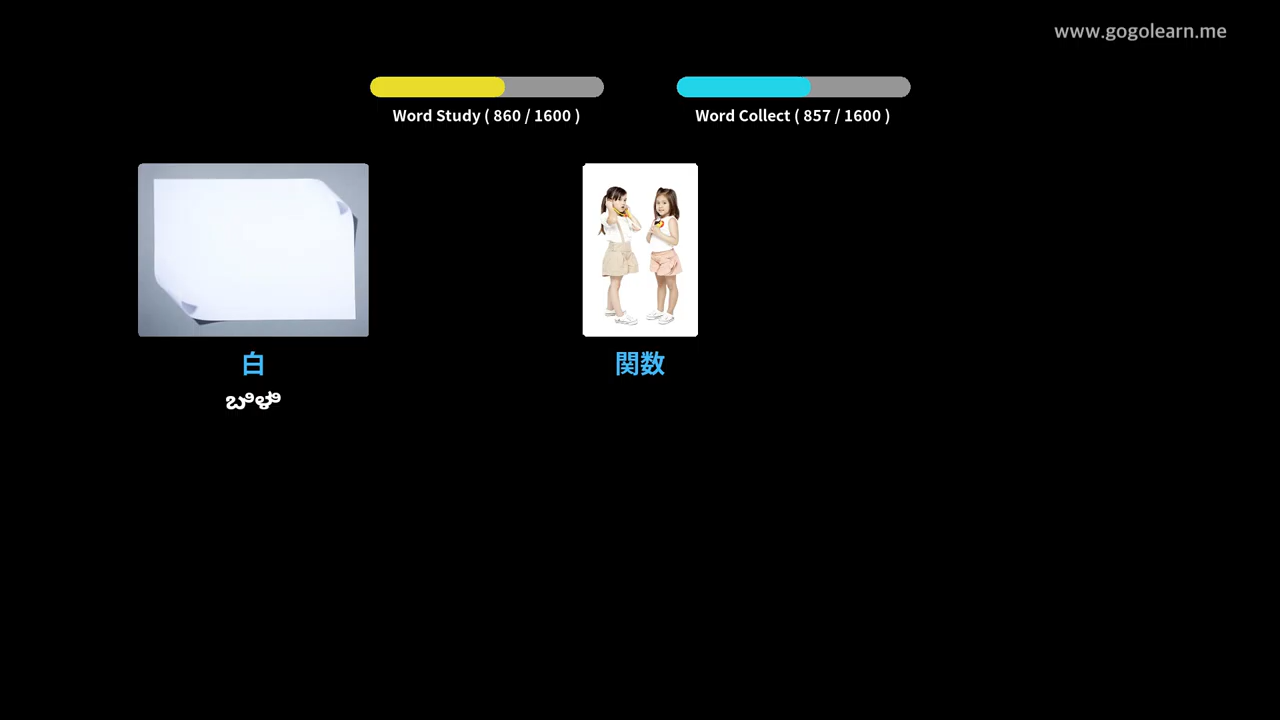 www.gogolearn.me
Word Study ( 860 / 1600 )
Word Collect ( 857 / 1600 )
白
関数
ಬಿಳಿ